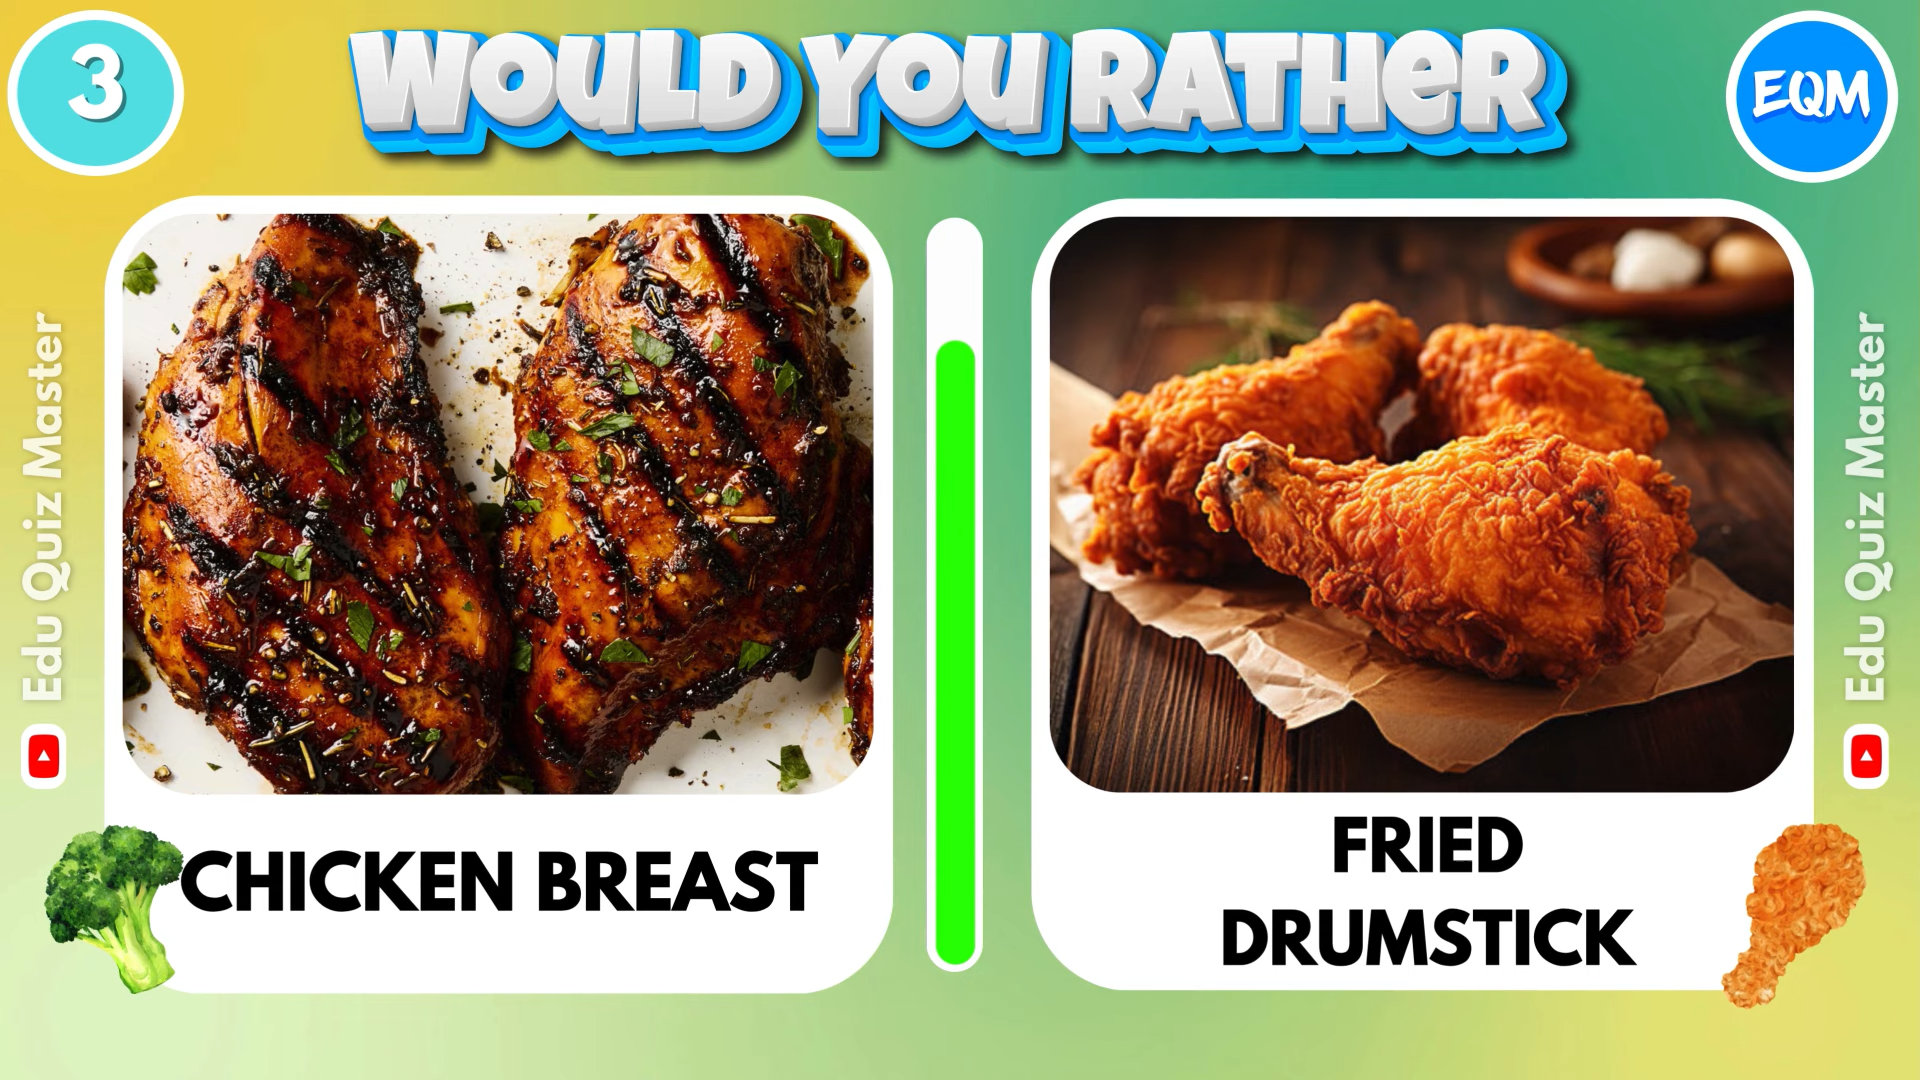 3
WOULD YOU RATHER
EQM
Edu Quiz Master
Edu Quiz Master
CHICKEN BREAST
FRIED
DRUMSTICK